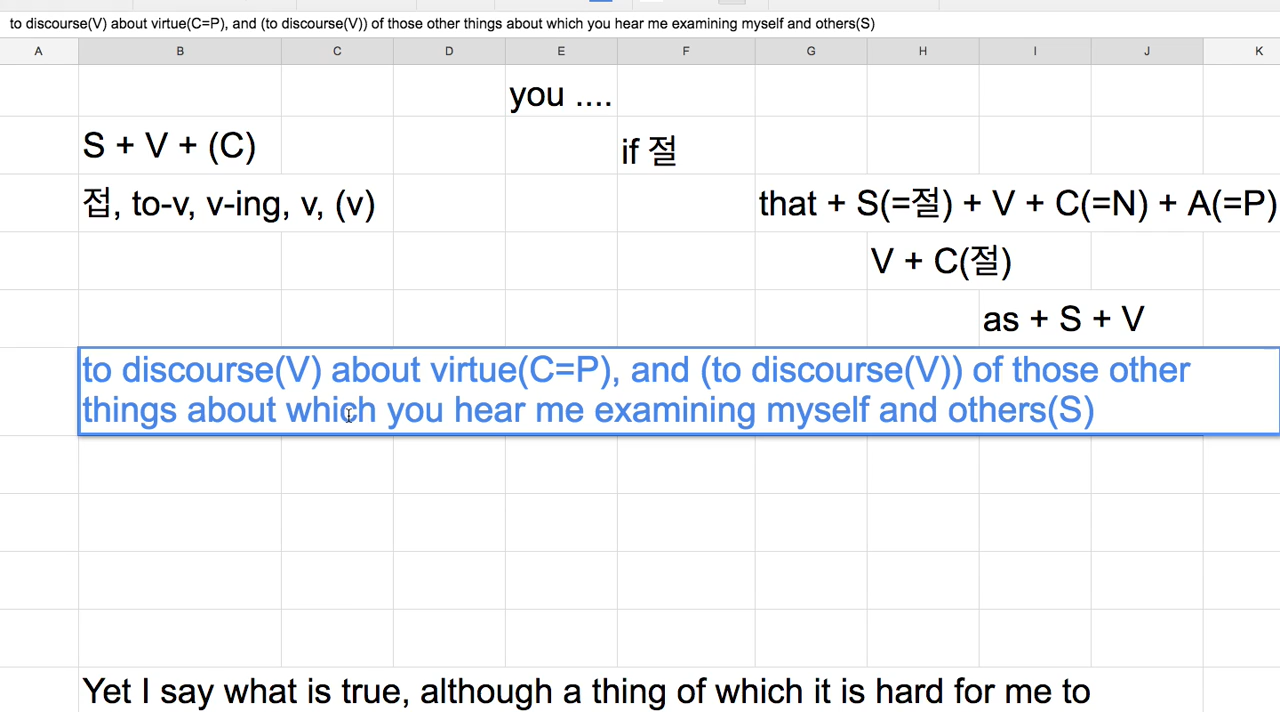 to discourse(V) about virtue(C=P), and (to discourse(V)) of those other things about which you hear me examining myself and others(S)
A B C D E F G H I J K
you ....
S + V + (C)
if 절
접, to-v, v-ing, v, (v)
that + S(=절) + V + C(=N) + A(=P)
V + C(절)
as + S + V
to discourse(V) about virtue(C=P), and (to discourse(V)) of those other
things about which you hear me examining myself and others(S)
Yet I say what is true, although a thing of which it is hard for me to